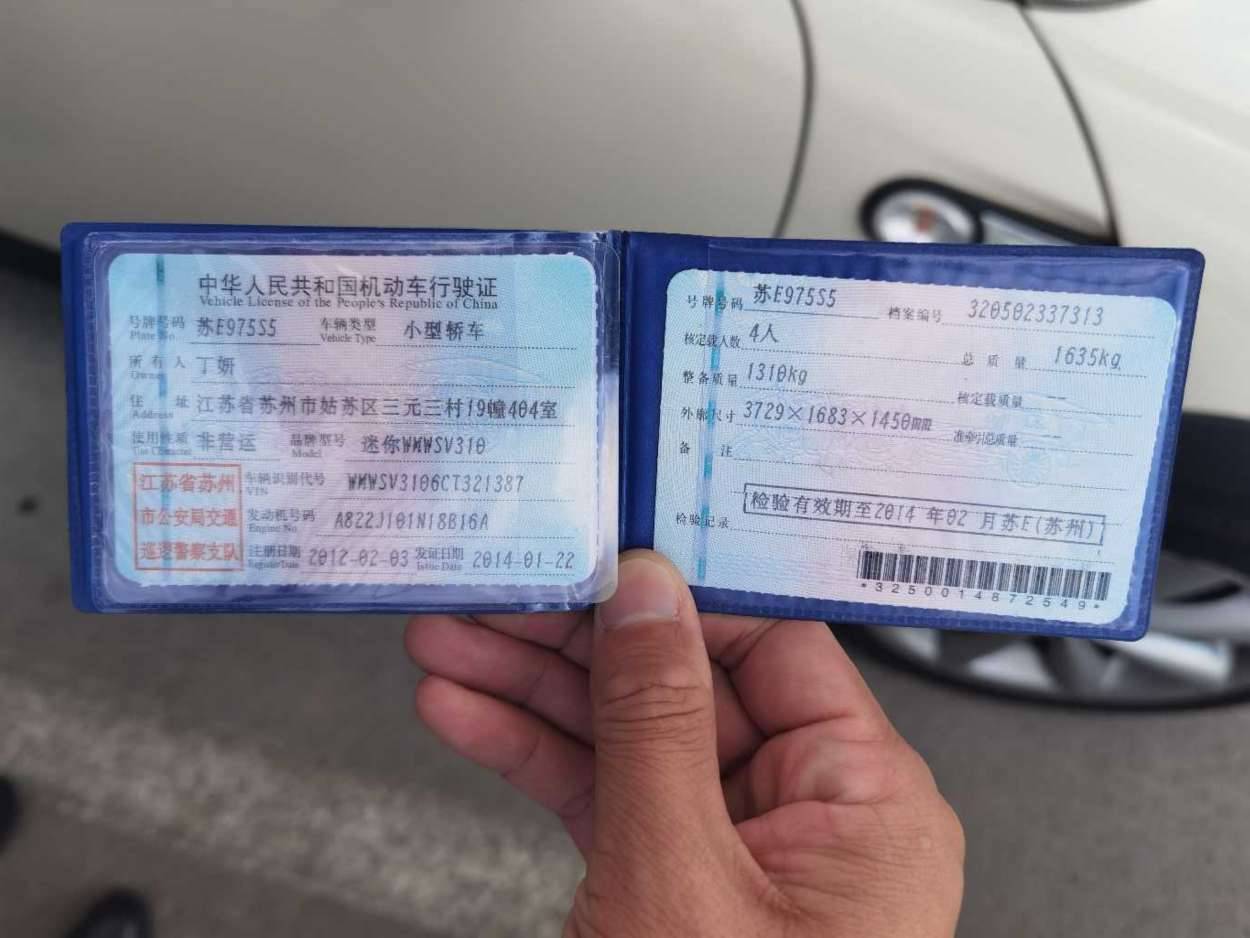 中华人民共和国机动车行驶证
Vehicle License of the People's Republic of China
号牌号码 苏E975S5 车辆类型 小型轿车
Plate No. Vehicle Type
所有人 丁妍
Owner
住址 江苏省苏州市姑苏区三元三村19幢404室
Address
使用性质 非营运 品牌型号 迷你WMWSV310
Use Character Model
江苏省苏州 车辆识别代号 WMWSV3106CT321387
VIN
市公安局交通 发动机号码 A822J101N18B16A
Engine No.
巡逻警察支队 注册日期 2012-02-03 发证日期 2014-01-22
Register Date Issue Date
号牌号码 苏E975S5 档案编号 320502337313
核定载人数 4人 总质量 1635kg
整备质量 1310kg 核定载质量 --
外廓尺寸 3729×1683×1450mm 准牵引总质量 --
备注
检验记录 检验有效期至2014年02月苏E(苏州)
*3250014872549*